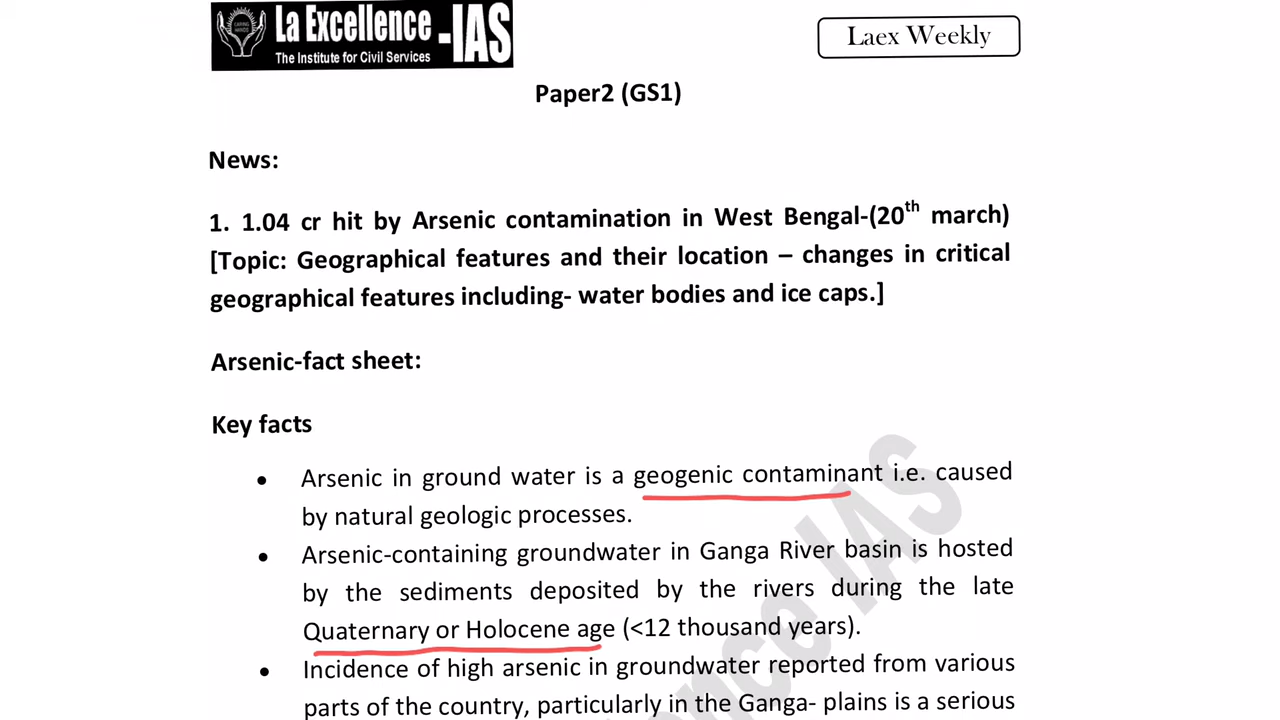 La Excellence -IAS
CARING HANDS
The Institute for Civil Services
Laex Weekly
Paper2 (GS1)
News:
1. 1.04 cr hit by Arsenic contamination in West Bengal-(20th march)
[Topic: Geographical features and their location – changes in critical
geographical features including- water bodies and ice caps.]
Arsenic-fact sheet:
Key facts
• Arsenic in ground water is a geogenic contaminant i.e. caused
by natural geologic processes.
• Arsenic-containing groundwater in Ganga River basin is hosted
by the sediments deposited by the rivers during the late
Quaternary or Holocene age (<12 thousand years).
• Incidence of high arsenic in groundwater reported from various
parts of the country, particularly in the Ganga- plains is a serious
ence IAS